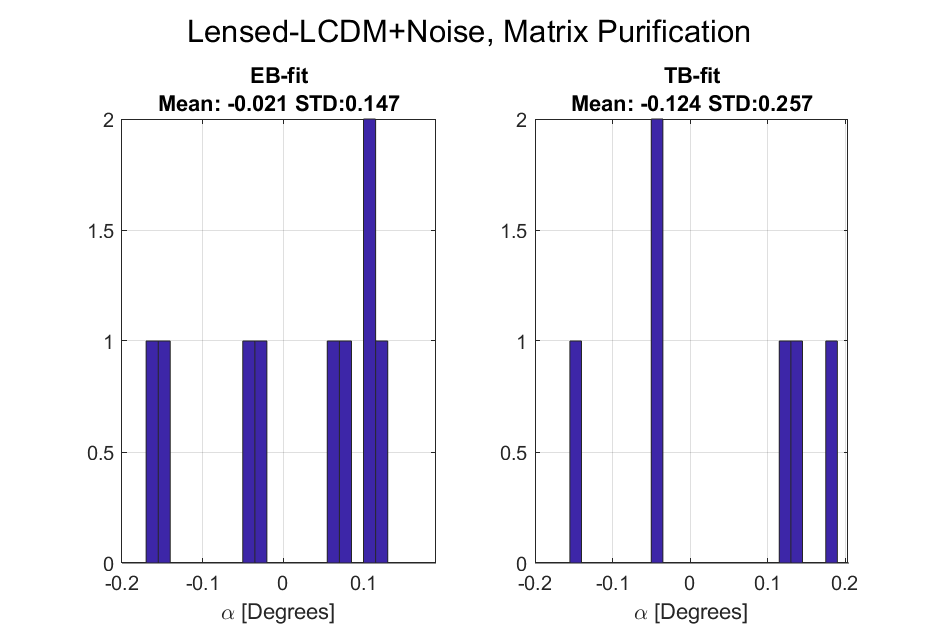 Lensed-LCDM+Noise, Matrix Purification
EB-fit
Mean: -0.021 STD:0.147
2
1.5
1
0.5
0
-0.2 -0.1 0 0.1
α [Degrees]
TB-fit
Mean: -0.124 STD:0.257
2
1.5
1
0.5
0
-0.2 -0.1 0 0.1 0.2
α [Degrees]